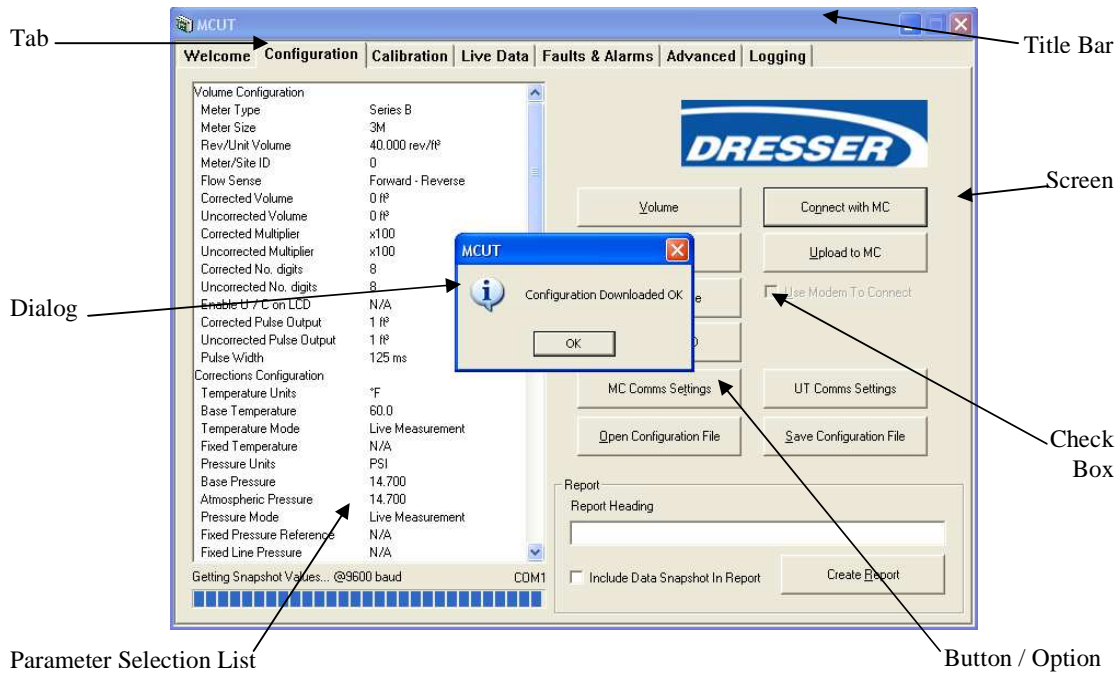 MCUT
Tab
Title Bar
Welcome Configuration Calibration Live Data Faults & Alarms Advanced Logging
Volume Configuration
Meter Type Series B
Meter Size 3M
Rev/Unit Volume 40.000 rev/ft³
Meter/Site ID 0
Flow Sense Forward - Reverse
Corrected Volume 0 ft³
Uncorrected Volume 0 ft³
Corrected Multiplier x100
Uncorrected Multiplier x100
Corrected No. digits 8
Uncorrected No. digits 8
Enable U / C on LCD N/A
Corrected Pulse Output 1 ft³
Uncorrected Pulse Output 1 ft³
Pulse Width 125 ms
Corrections Configuration
Temperature Units °F
Base Temperature 60.0
Temperature Mode Live Measurement
Fixed Temperature N/A
Pressure Units PSI
Base Pressure 14.700
Atmospheric Pressure 14.700
Pressure Mode Live Measurement
Fixed Pressure Reference N/A
Fixed Line Pressure N/A
Getting Snapshot Values... @9600 baud COM1
DRESSER
Screen
Volume
Connect with MC
Upload to MC
Use Modem To Connect
MCUT
Configuration Downloaded OK
OK
Dialog
MC Comms Settings
UT Comms Settings
Open Configuration File
Save Configuration File
Check
Box
Report
Report Heading
Include Data Snapshot In Report
Create Report
Parameter Selection List
Button / Option